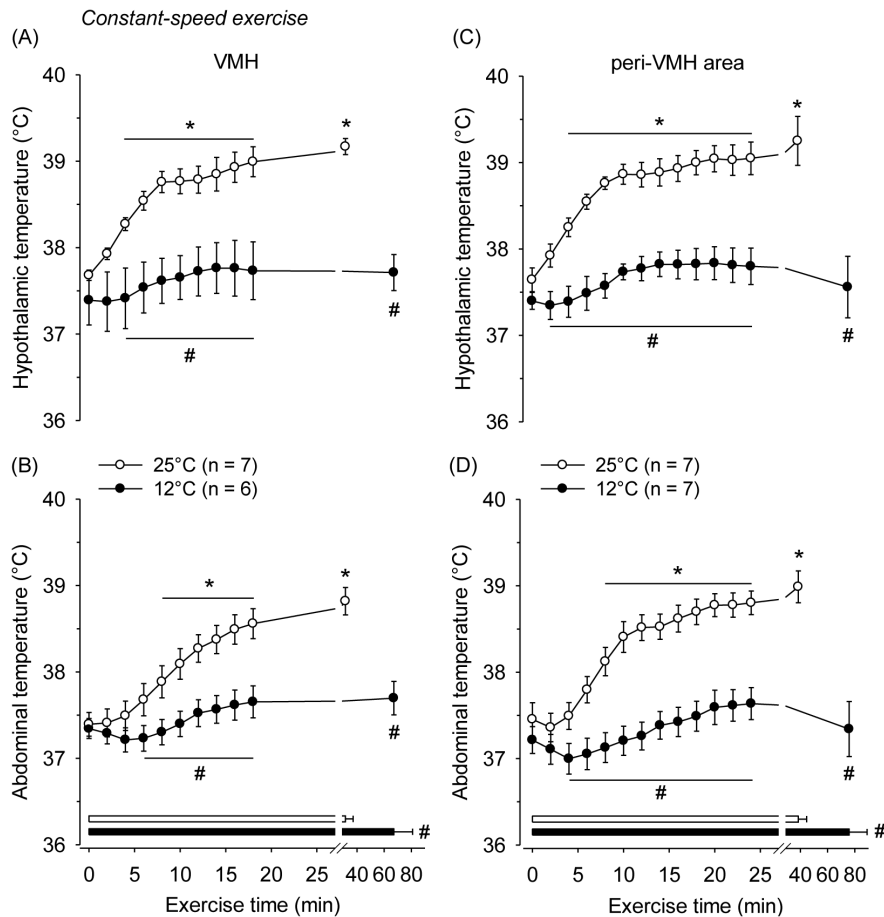 Constant-speed exercise
(A)
VMH
Hypothalamic temperature (°C)
40
39
38
37
36
*
*
#
#
(C)
peri-VMH area
Hypothalamic temperature (°C)
40
39
38
37
36
*
*
#
#
(B)
25°C (n = 7)
12°C (n = 6)
Abdominal temperature (°C)
40
39
38
37
36
*
*
#
#
#
0 5 10 15 20 25 40 60 80
Exercise time (min)
(D)
25°C (n = 7)
12°C (n = 7)
Abdominal temperature (°C)
40
39
38
37
36
*
*
#
#
#
0 5 10 15 20 25 40 60 80
Exercise time (min)